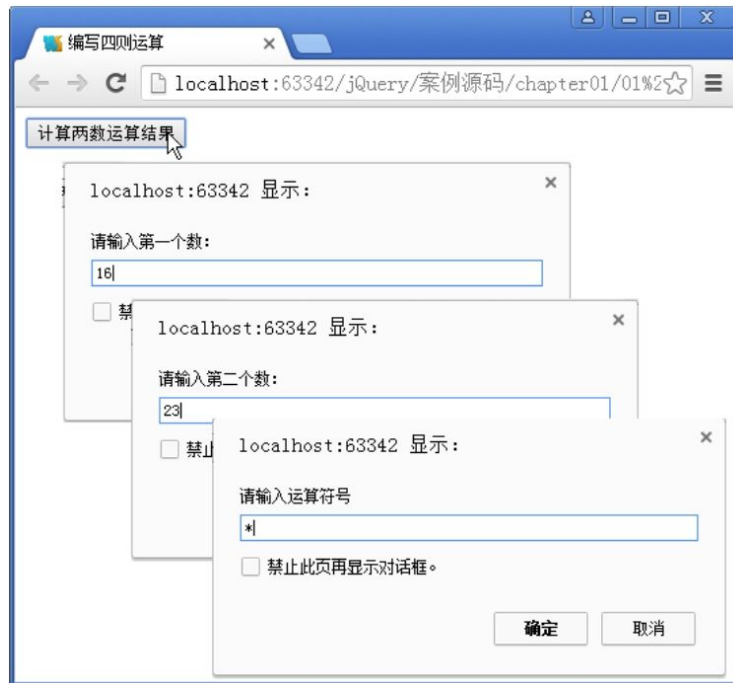 编写四则运算
localhost:63342/jQuery/案例源码/chapter01/01%2
计算两数运算结果
localhost:63342 显示:
请输入第一个数:
16
禁
localhost:63342 显示:
请输入第二个数:
23
禁止
localhost:63342 显示:
请输入运算符号
*
禁止此页再显示对话框。
确定 取消